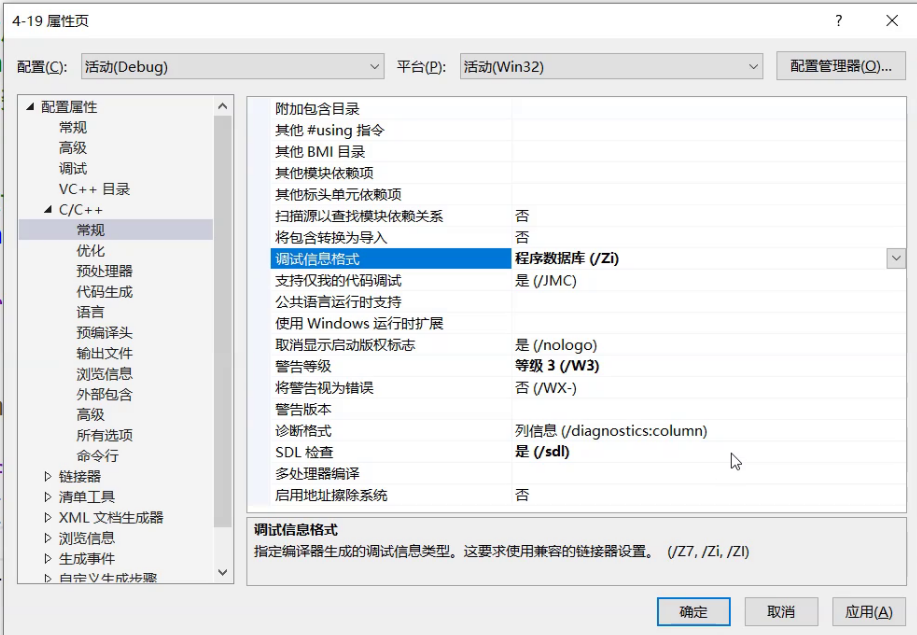 4-19 属性页
?
配置(C): 活动(Debug) 平台(P): 活动(Win32) 配置管理器(O)...
配置属性
常规
高级
调试
VC++ 目录
C/C++
常规
优化
预处理器
代码生成
语言
预编译头
输出文件
浏览信息
外部包含
高级
所有选项
命令行
链接器
清单工具
XML 文档生成器
浏览信息
生成事件
自定义生成步骤
附加包含目录
其他 #using 指令
其他 BMI 目录
其他模块依赖项
其他标头单元依赖项
扫描源以查找模块依赖关系 否
将包含转换为导入 否
调试信息格式 程序数据库 (/Zi)
支持仅我的代码调试 是 (/JMC)
公共语言运行时支持
使用 Windows 运行时扩展
取消显示启动版权标志 是 (/nologo)
警告等级 等级 3 (/W3)
将警告视为错误 否 (/WX-)
警告版本
诊断格式 列信息 (/diagnostics:column)
SDL 检查 是 (/sdl)
多处理器编译
启用地址擦除系统 否
调试信息格式
指定编译器生成的调试信息类型。这要求使用兼容的链接器设置。 (/Z7, /Zi, /ZI)
确定 取消 应用(A)